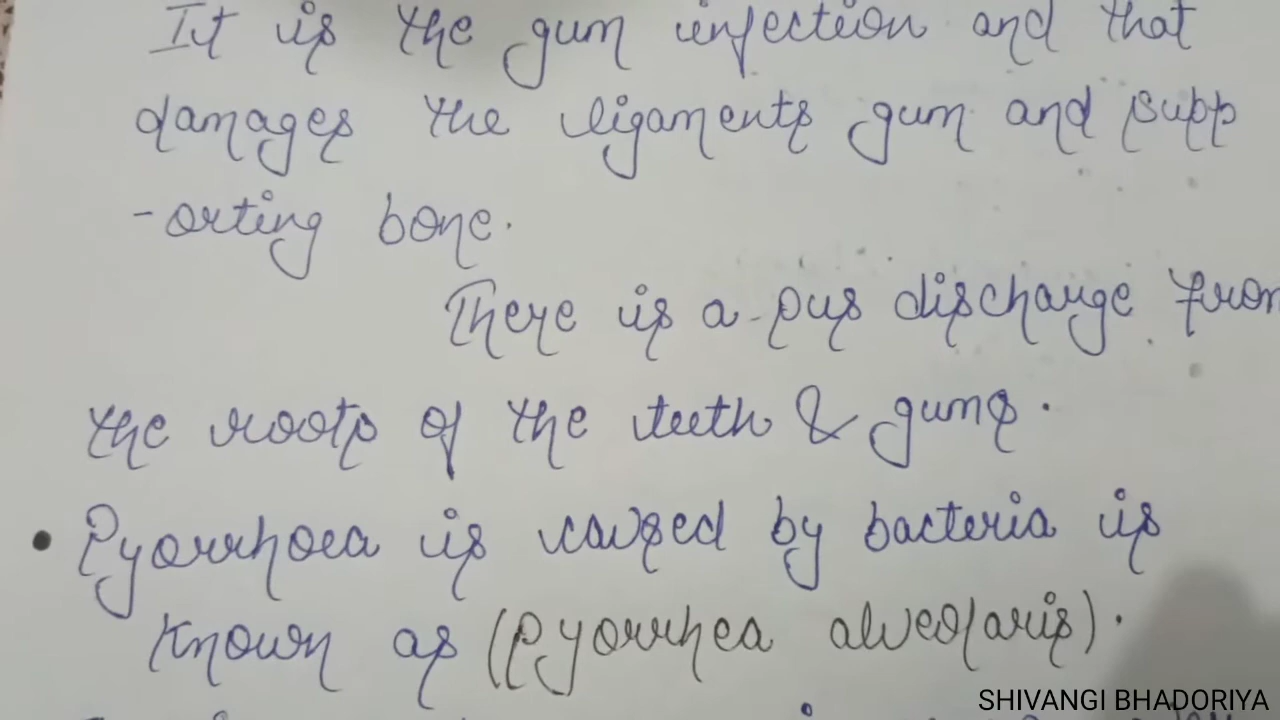 It is the gum infection and that
damages the ligaments gum and supp
-orting bone.
There is a pus discharge from
the roots of the teeth & gums.
• Pyorrhoea is caused by bacteria is
known as (Pyorrhea alveolaris).
SHIVANGI BHADORIYA